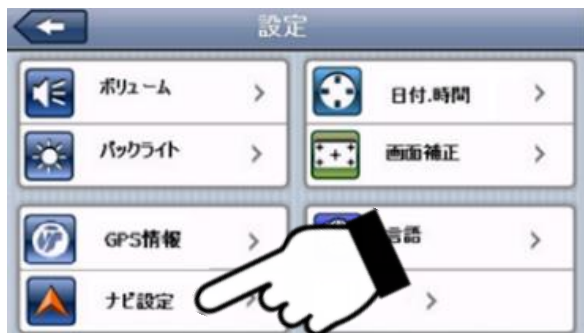 設定
ボリューム
日付.時間
バックライト
画面補正
GPS情報
言語
ナビ設定